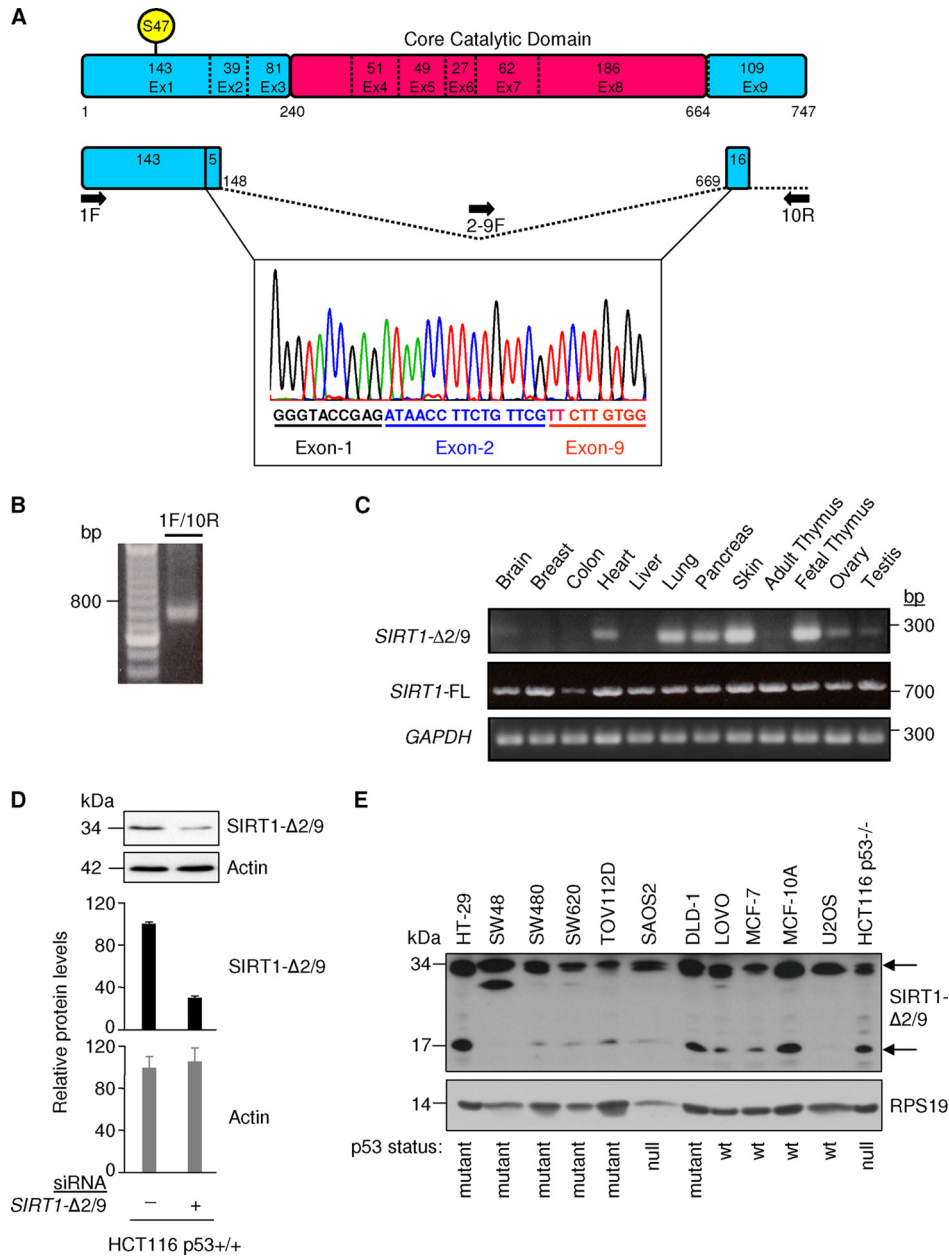 A
S47
Core Catalytic Domain
143 39 81 51 49 27 62 186 109
Ex1 Ex2 Ex3 Ex4 Ex5 Ex6 Ex7 Ex8 Ex9
1 240 664 747
143 5 16
148 669
1F 2-9F 10R
GGGTACCGAGATAACC TTCTG TTCGTT CTT GTGG
Exon-1 Exon-2 Exon-9
B
1F/10R
bp
800
C
Brain Breast Colon Heart Liver Lung Pancreas Skin Adult Thymus Fetal Thymus Ovary Testis
bp
SIRT1-Δ2/9 300
SIRT1-FL 700
GAPDH 300
D
kDa
34 SIRT1-Δ2/9
42 Actin
Relative protein levels
120
80
40
0
SIRT1-Δ2/9
120
80
40
0
Actin
siRNA
SIRT1-Δ2/9 – +
HCT116 p53+/+
E
HT-29 SW48 SW480 SW620 TOV112D SAOS2 DLD-1 LOVO MCF-7 MCF-10A U2OS HCT116 p53-/-
kDa
34
17
SIRT1-
Δ2/9
14 RPS19
p53 status: mutant mutant mutant mutant mutant null mutant wt wt wt wt null